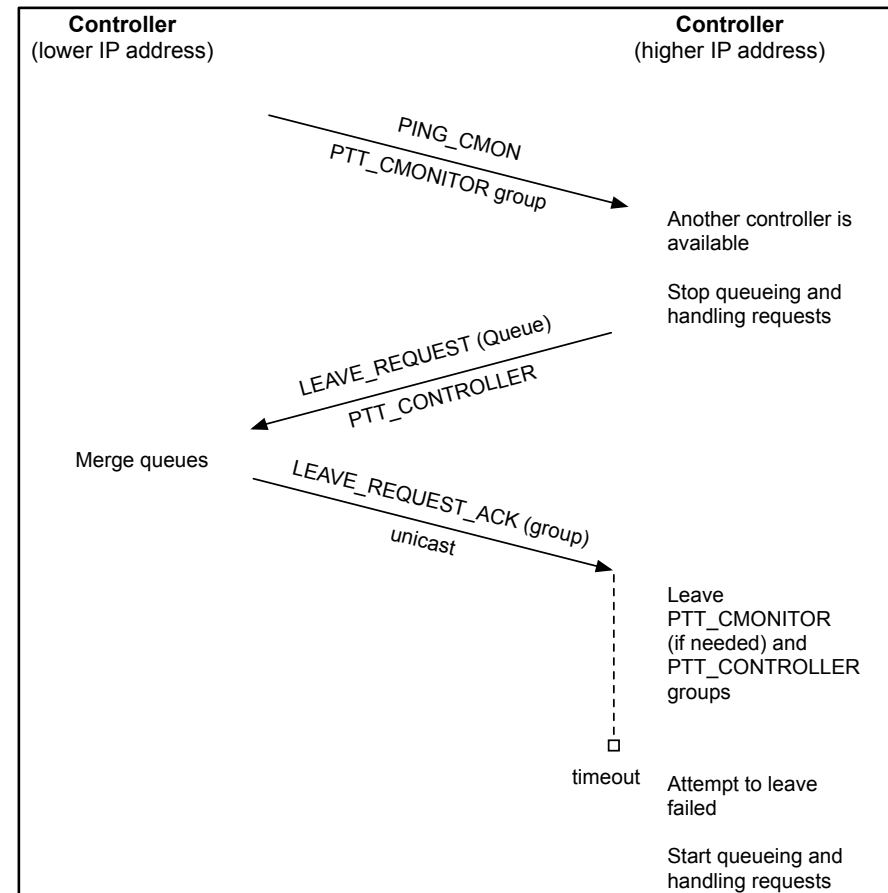 Controller
(lower IP address)
Controller
(higher IP address)
PING_CMON
PTT_CMONITOR group
Another controller is
available
Stop queueing and
handling requests
LEAVE_REQUEST (Queue)
PTT_CONTROLLER
Merge queues
LEAVE_REQUEST_ACK (group)
unicast
Leave
PTT_CMONITOR
(if needed) and
PTT_CONTROLLER
groups
timeout
Attempt to leave
failed
Start queueing and
handling requests